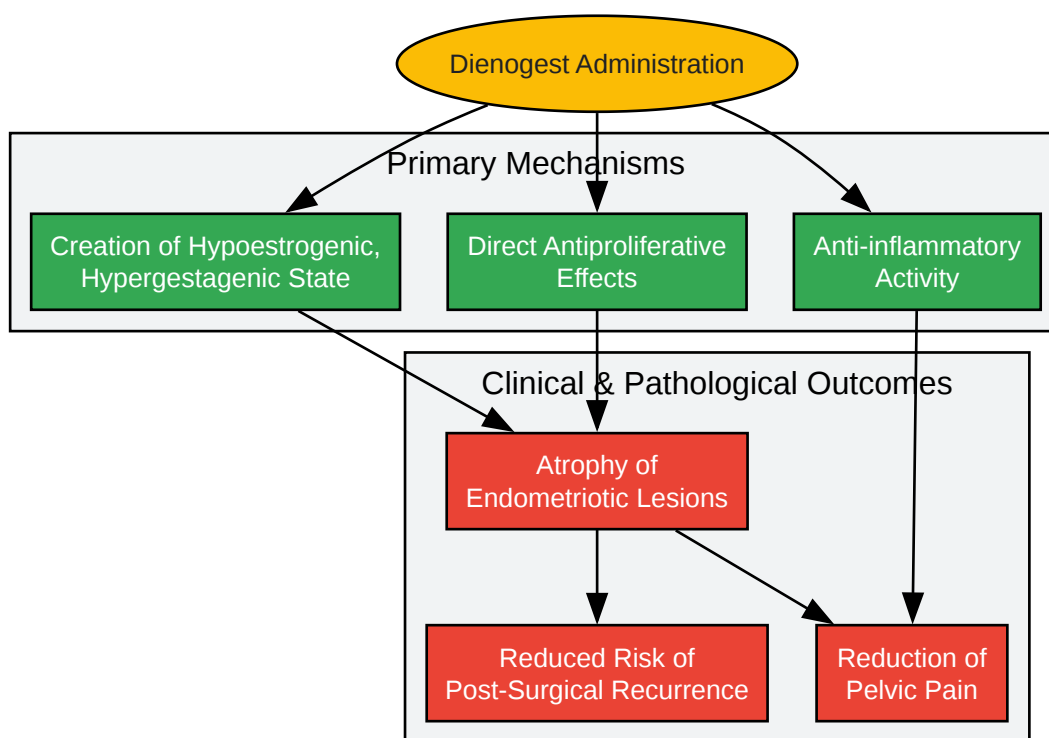 Dienogest Administration
Primary Mechanisms
Creation of Hypoestrogenic,
Hypergestagenic State
Direct Antiproliferative
Effects
Anti-inflammatory
Activity
Clinical & Pathological Outcomes
Atrophy of
Endometriotic Lesions
Reduced Risk of
Post-Surgical Recurrence
Reduction of
Pelvic Pain